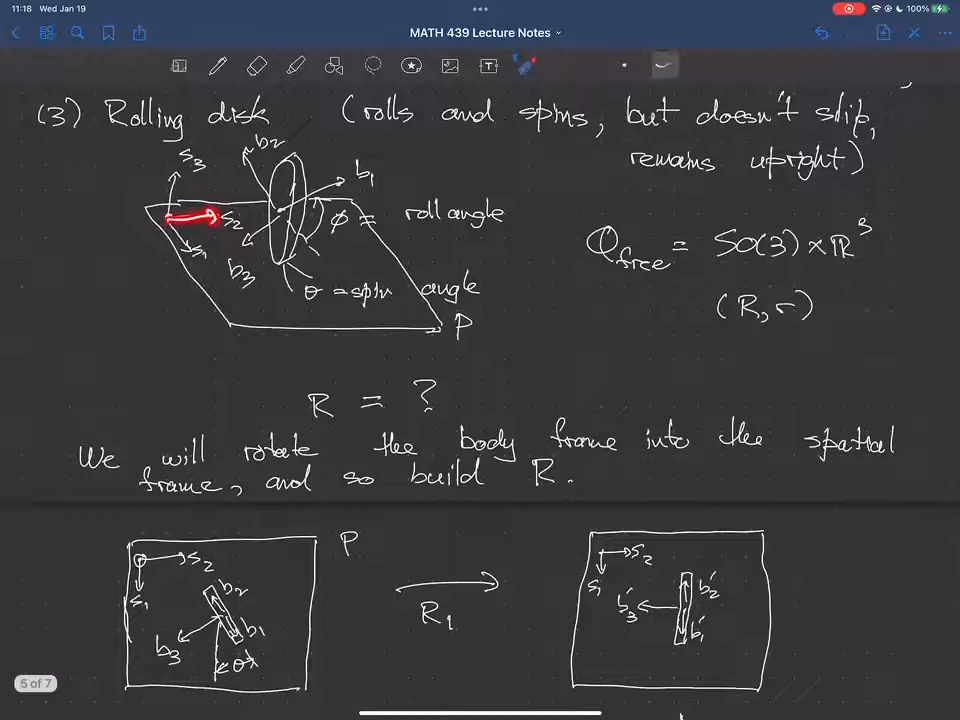 11:18 Wed Jan 19
100%
MATH 439 Lecture Notes
(3) Rolling disk (rolls and spins, but doesn't slip,
remains upright)
s3 b2 b1
s2 ϕ = roll angle
s1 b3
θ = spin angle
P
Qfree = SO(3) × ℝ³
(R, r)
R = ?
We will rotate the body frame into the spatial
frame, and so build R.
P
s2 s2
s1 s1
b2 b2'
b1 b1'
b3 b3'
θ
R1
5 of 7